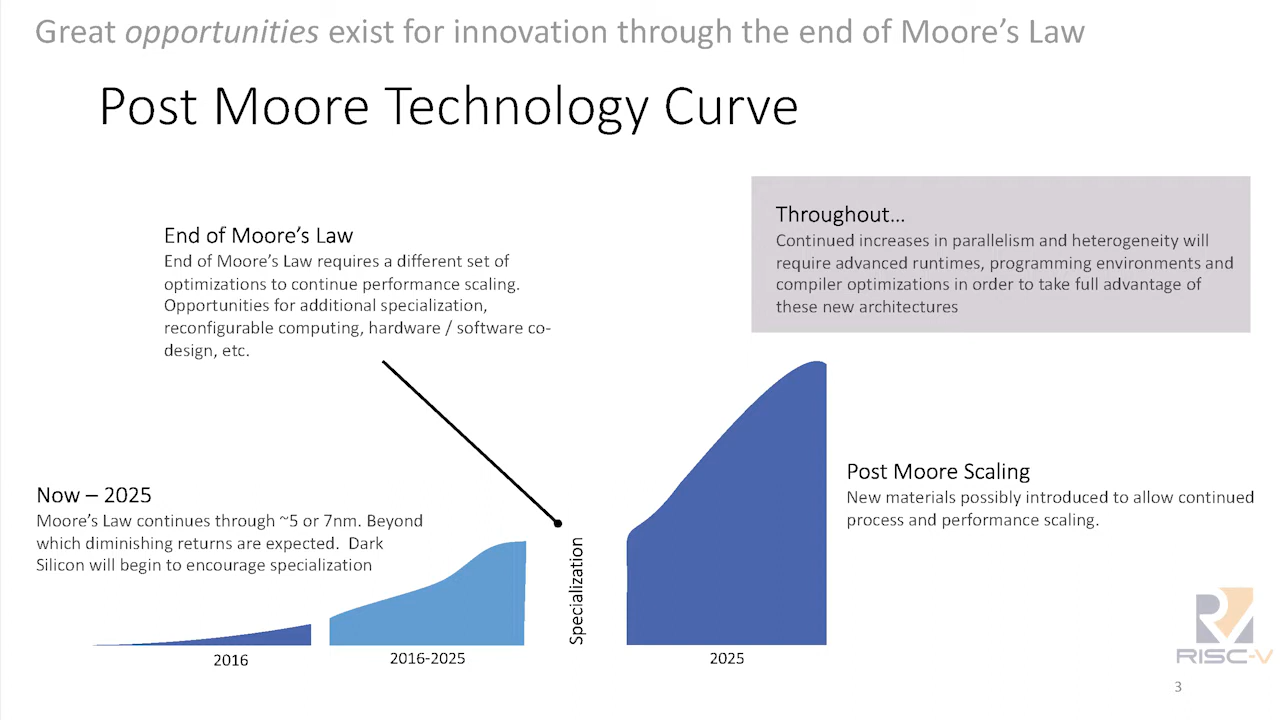 Great opportunities exist for innovation through the end of Moore’s Law
Post Moore Technology Curve
End of Moore’s Law
End of Moore’s Law requires a different set of
optimizations to continue performance scaling.
Opportunities for additional specialization,
reconfigurable computing, hardware / software co-
design, etc.
Throughout…
Continued increases in parallelism and heterogeneity will
require advanced runtimes, programming environments and
compiler optimizations in order to take full advantage of
these new architectures
Now – 2025
Moore’s Law continues through ~5 or 7nm. Beyond
which diminishing returns are expected.  Dark
Silicon will begin to encourage specialization
Specialization
Post Moore Scaling
New materials possibly introduced to allow continued
process and performance scaling.
2016
2016-2025
2025
RISC-V
3